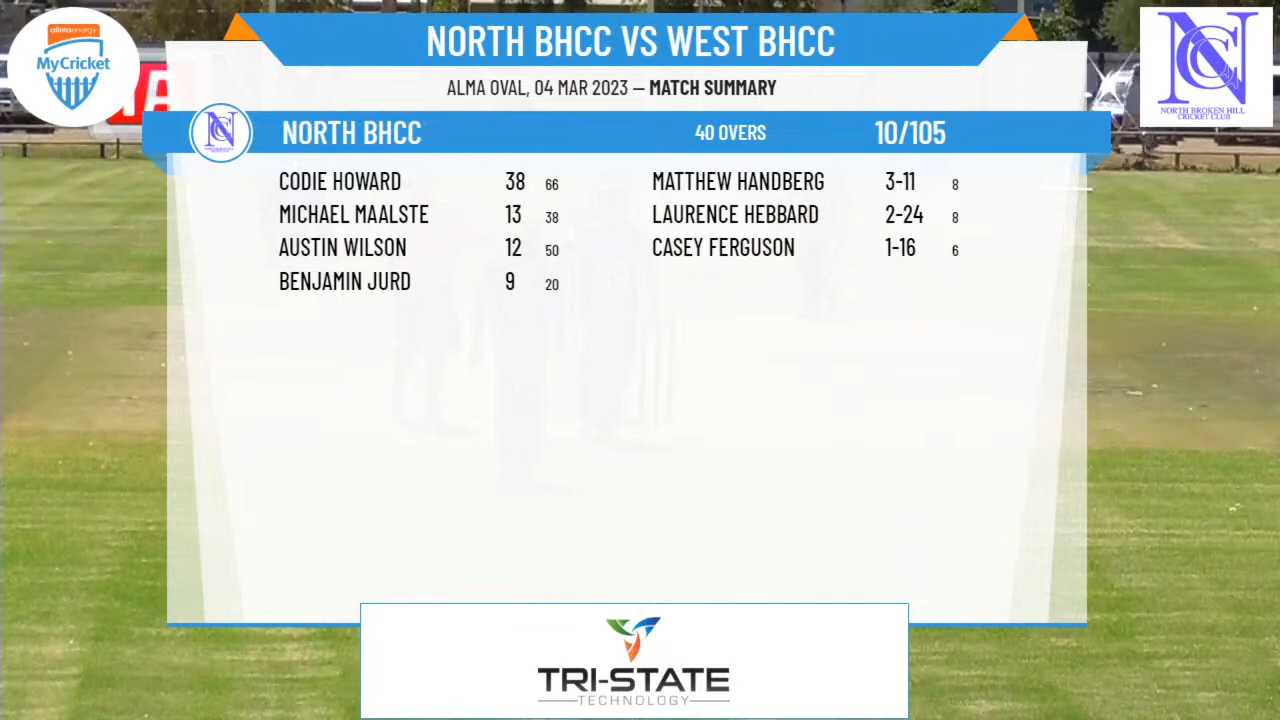 alintaenergy
MyCricket
NORTH BHCC VS WEST BHCC
ALMA OVAL, 04 MAR 2023 – MATCH SUMMARY
NORTH BROKEN HILL
CRICKET CLUB
NORTH BHCC 40 OVERS 10/105
CODIE HOWARD 38 66 MATTHEW HANDBERG 3-11 8
MICHAEL MAALSTE 13 38 LAURENCE HEBBARD 2-24 8
AUSTIN WILSON 12 50 CASEY FERGUSON 1-16 6
BENJAMIN JURD 9 20
TRI-STATE
TECHNOLOGY